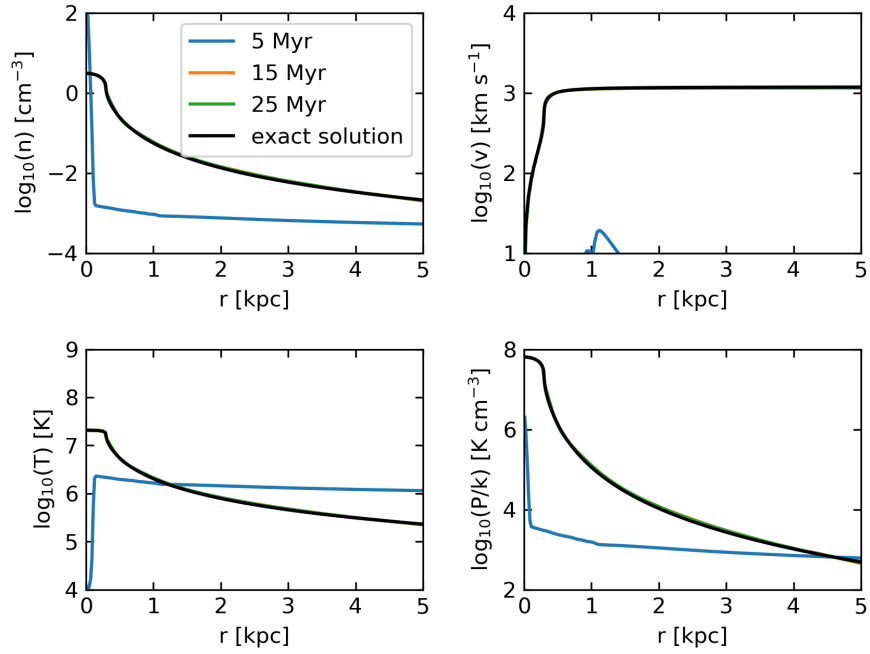 log₁₀(n) [cm⁻³]
4
2
0
−2
−4
5 Myr
15 Myr
25 Myr
exact solution
0 1 2 3 4 5
r [kpc]
log₁₀(v) [km s⁻¹]
4
3
2
1
0 1 2 3 4 5
r [kpc]
log₁₀(T) [K]
9
8
7
6
5
4
0 1 2 3 4 5
r [kpc]
log₁₀(P/k) [K cm⁻³]
8
6
4
2
0 1 2 3 4 5
r [kpc]